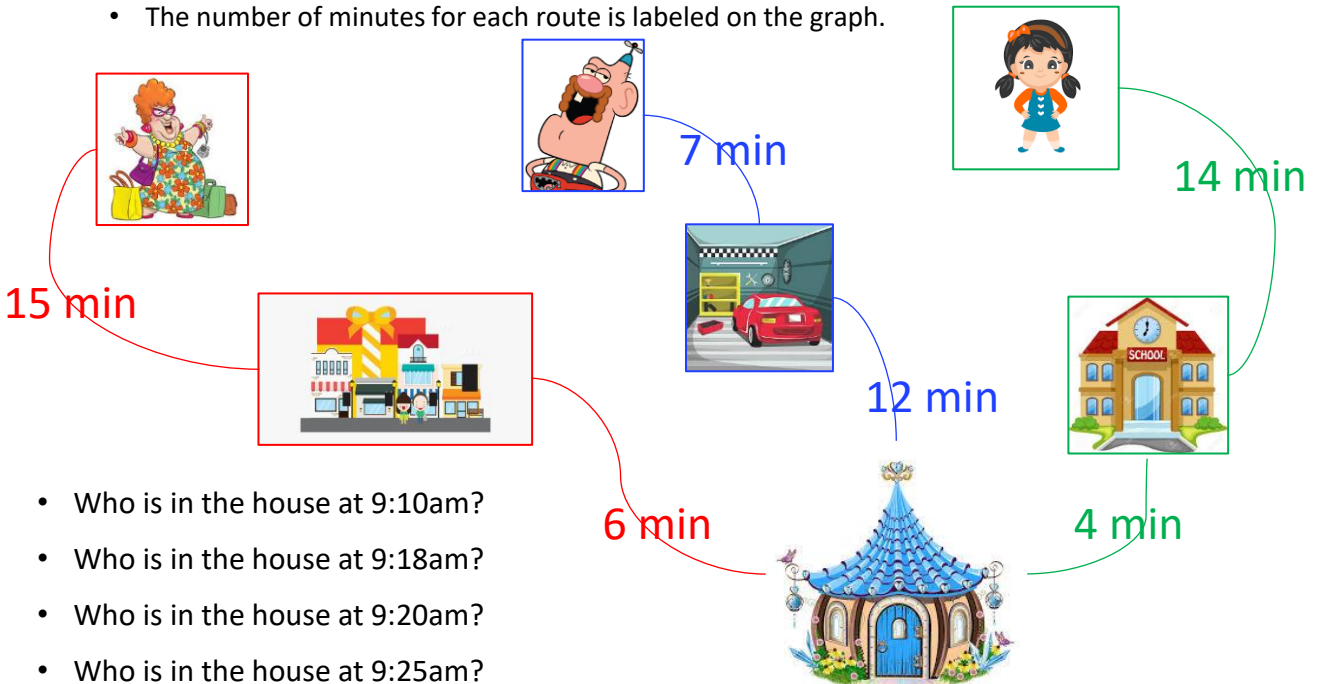 • The number of minutes for each route is labeled on the graph.
7 min
14 min
15 min
SCHOOL
12 min
• Who is in the house at 9:10am?
6 min
4 min
• Who is in the house at 9:18am?
• Who is in the house at 9:20am?
• Who is in the house at 9:25am?